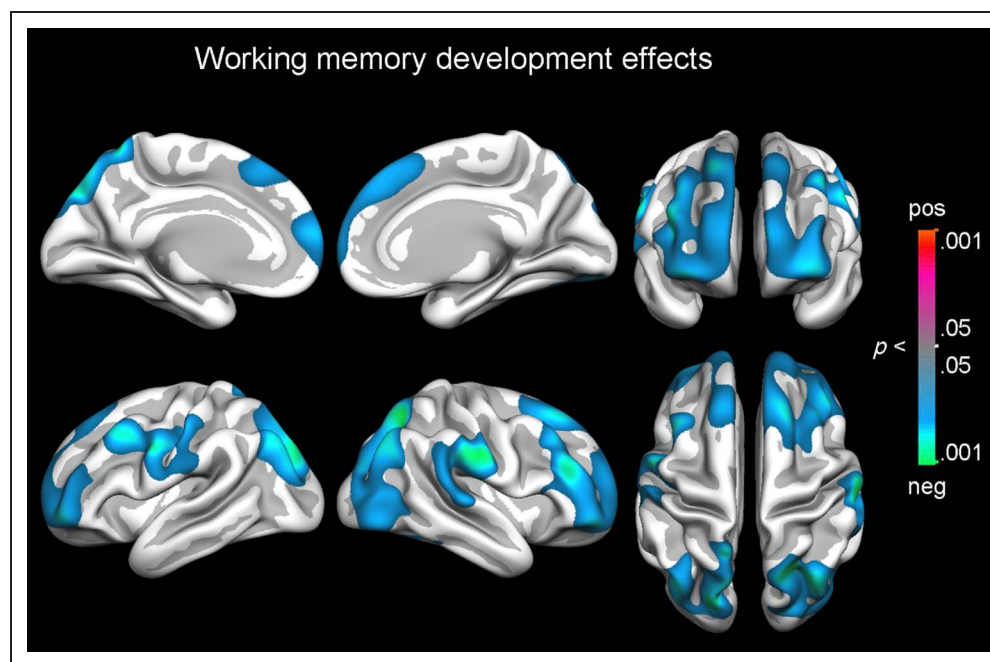 Working memory development effects
pos
.001
.05
p <
.05
.001
neg